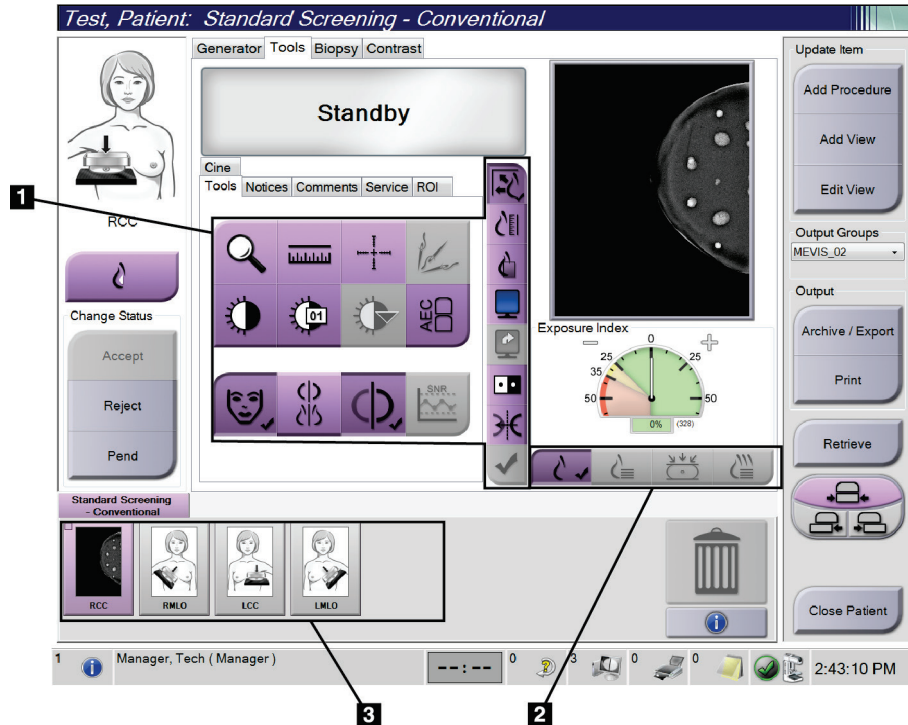 Test, Patient: Standard Screening - Conventional
Generator Tools Biopsy Contrast
Standby
Cine
Tools Notices Comments Service ROI
1
RCC
01
AEC
SNR
Change Status
Accept
Reject
Pend
Exposure Index
0
25 25
35
50 50
0% (328)
Update Item
Add Procedure
Add View
Edit View
Output Groups
MEVIS_02
Output
Archive / Export
Print
Retrieve
Close Patient
Standard Screening
- Conventional
RCC RMLO LCC LMLO
1 Manager, Tech ( Manager ) --:-- 0 3 0 0 2:43:10 PM
3 2